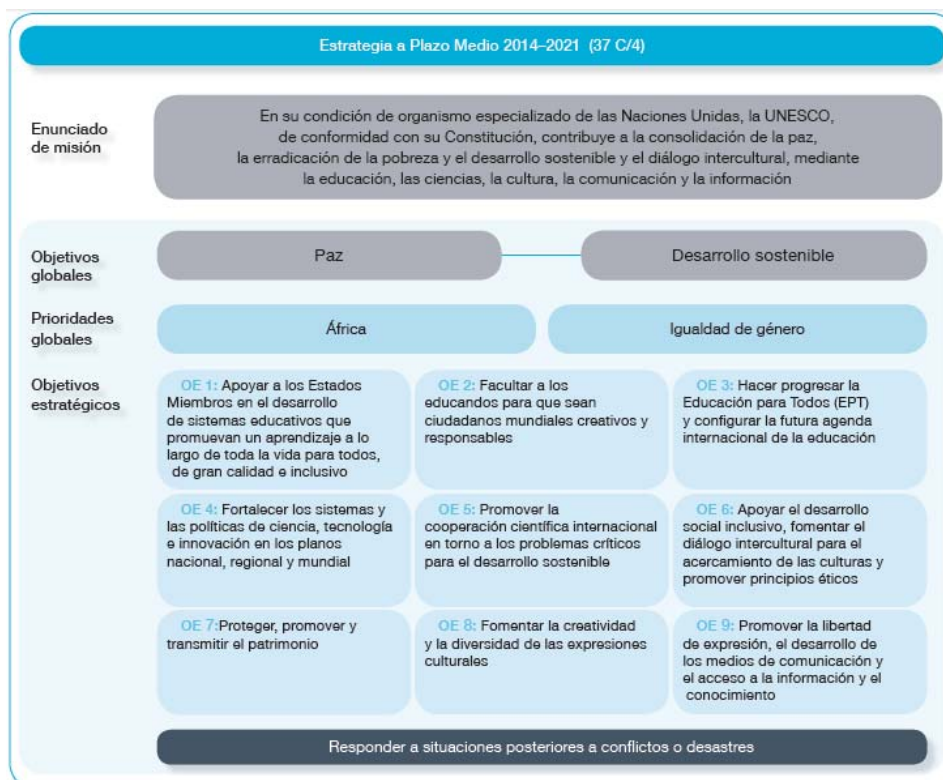 Estrategia a Plazo Medio 2014–2021 (37 C/4)
Enunciado
de misión
En su condición de organismo especializado de las Naciones Unidas, la UNESCO,
de conformidad con su Constitución, contribuye a la consolidación de la paz,
la erradicación de la pobreza y el desarrollo sostenible y el diálogo intercultural, mediante
la educación, las ciencias, la cultura, la comunicación y la información
Objetivos
globales
Paz
Desarrollo sostenible
Prioridades
globales
África
Igualdad de género
Objetivos
estratégicos
OE 1: Apoyar a los Estados
Miembros en el desarrollo
de sistemas educativos que
promuevan un aprendizaje a lo
largo de toda la vida para todos,
de gran calidad e inclusivo
OE 2: Facultar a los
educandos para que sean
ciudadanos mundiales creativos y
responsables
OE 3: Hacer progresar la
Educación para Todos (EPT)
y configurar la futura agenda
internacional de la educación
OE 4: Fortalecer los sistemas y
las políticas de ciencia, tecnología
e innovación en los planos
nacional, regional y mundial
OE 5: Promover la
cooperación científica internacional
en torno a los problemas críticos
para el desarrollo sostenible
OE 6: Apoyar el desarrollo
social inclusivo, fomentar el
diálogo intercultural para el
acercamiento de las culturas y
promover principios éticos
OE 7:Proteger, promover y
transmitir el patrimonio
OE 8: Fomentar la creatividad
y la diversidad de las expresiones
culturales
OE 9: Promover la libertad
de expresión, el desarrollo de
los medios de comunicación y
el acceso a la información y el
conocimiento
Responder a situaciones posteriores a conflictos o desastres